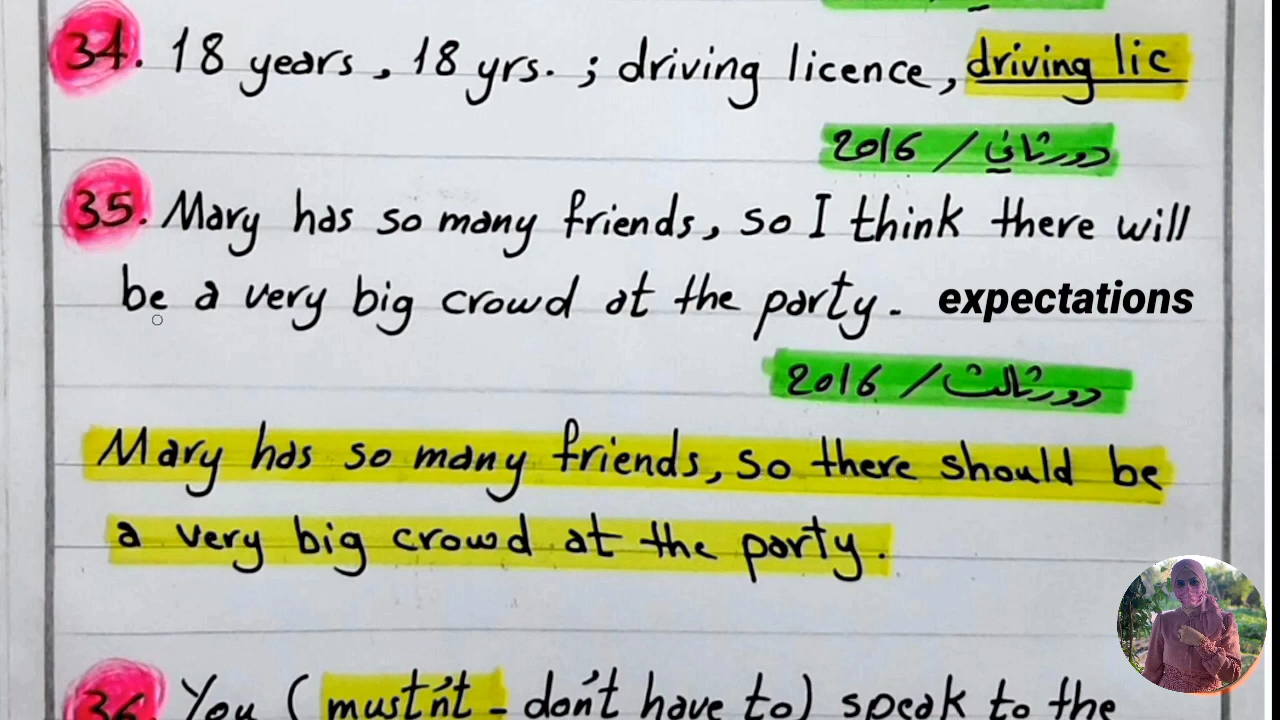 34. 18 years , 18 yrs. ; driving licence, driving lic
2016 / دور ثاني
35. Mary has so many friends, so I think there will
be a very big crowd at the party. expectations
2016 / دور ثالث
Mary has so many friends, so there should be
a very big crowd at the party.
36. You ( mustn't - don't have to) speak to the